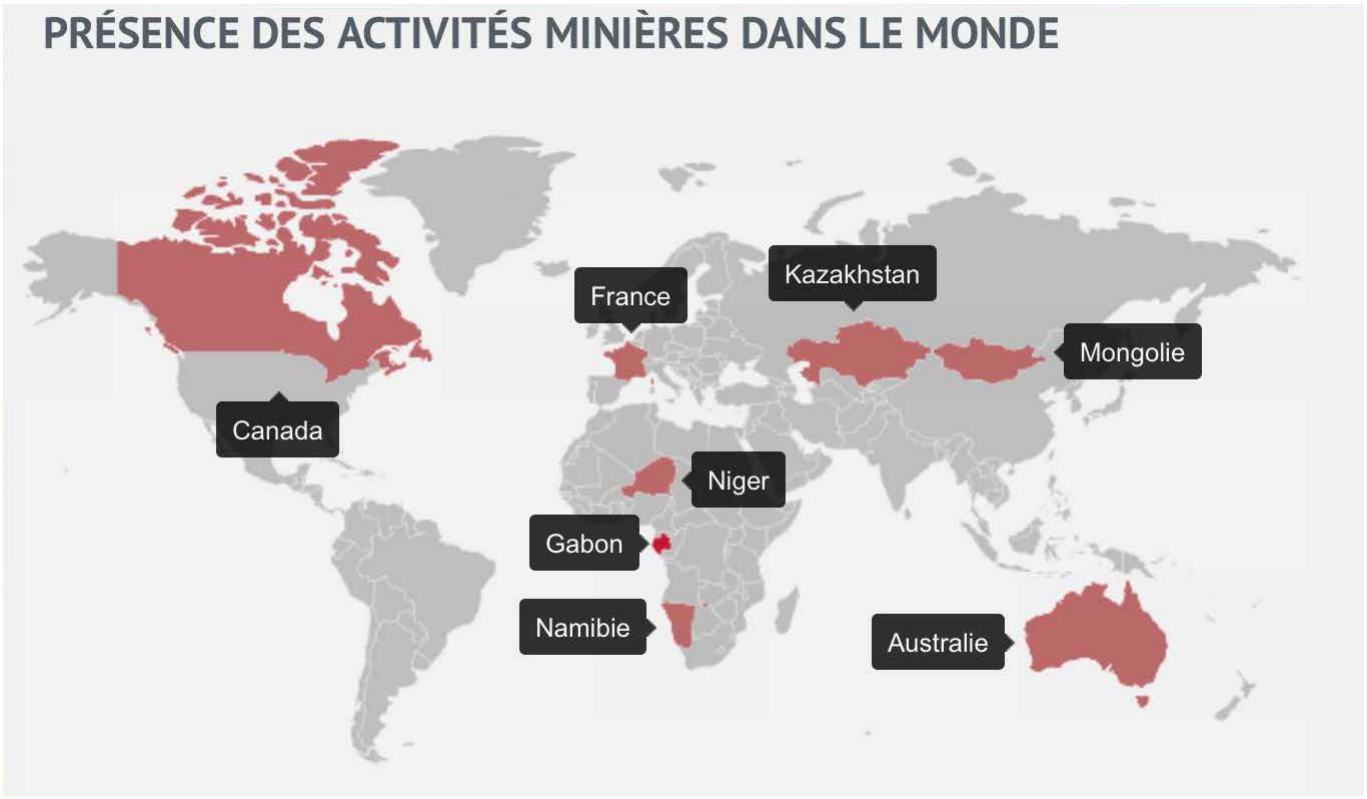 PRÉSENCE DES ACTIVITÉS MINIÈRES DANS LE MONDE
Kazakhstan
France
Mongolie
Canada
Niger
Gabon
Namibie
Australie